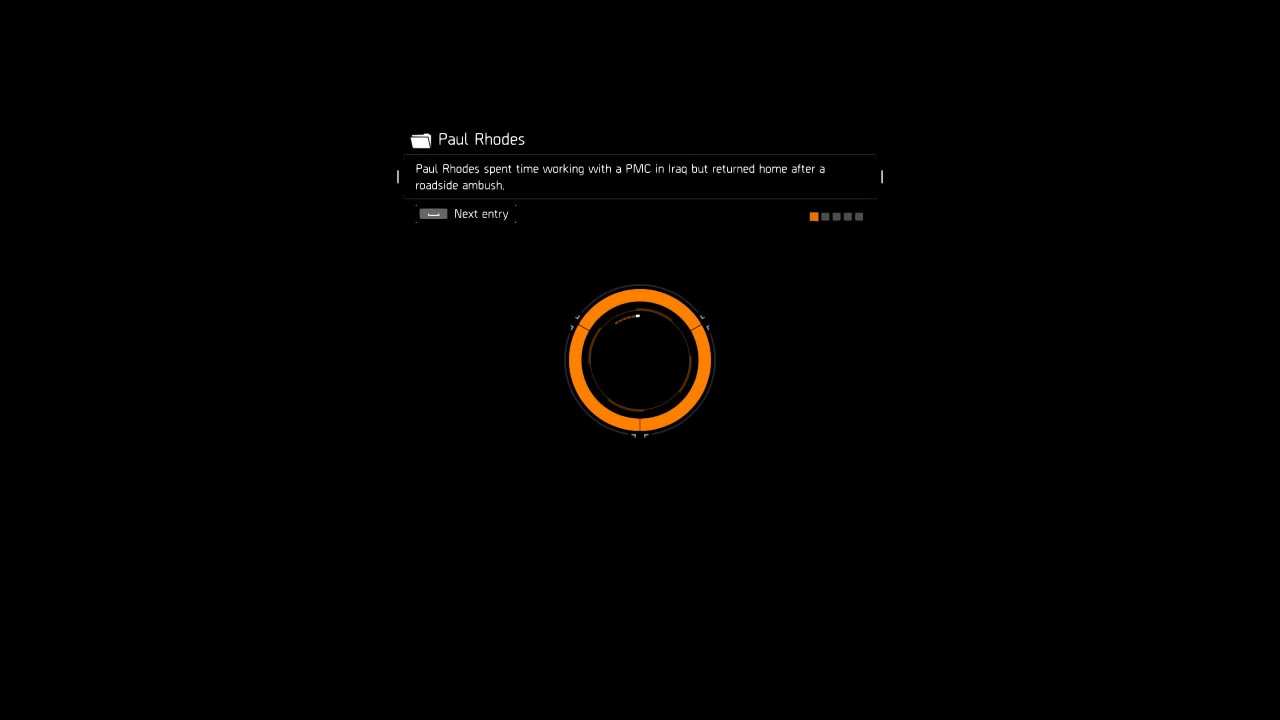 Paul Rhodes
Paul Rhodes spent time working with a PMC in Iraq but returned home after a
roadside ambush.
Next entry